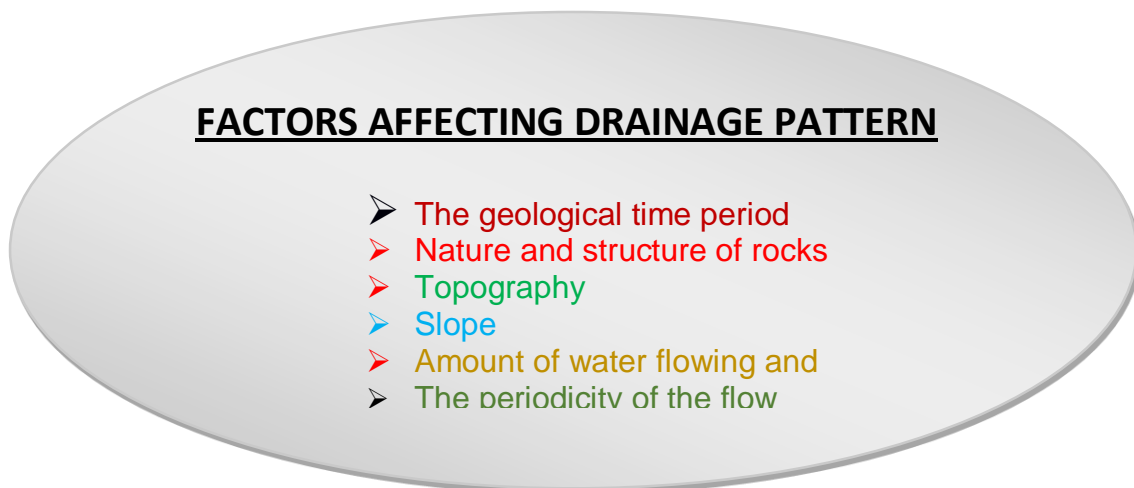 FACTORS AFFECTING DRAINAGE PATTERN
➢ The geological time period
➢ Nature and structure of rocks
➢ Topography
➢ Slope
➢ Amount of water flowing and
➢ The periodicity of the flow